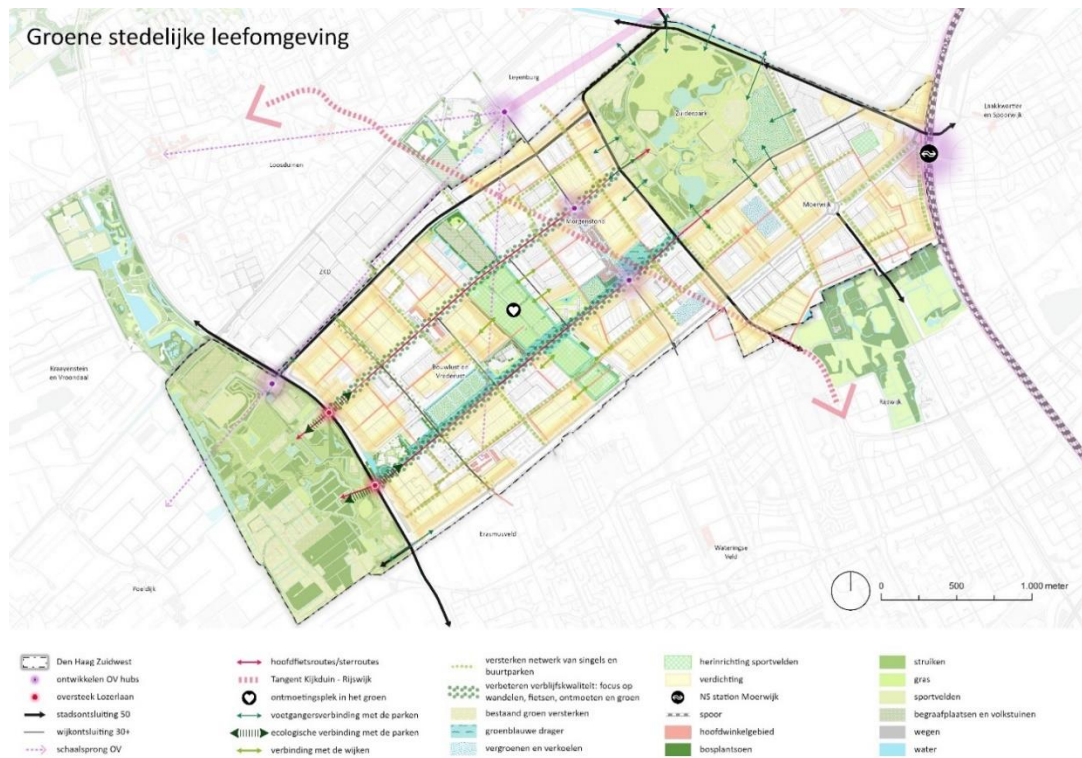 Groene stedelijke leefomgeving
Leyenburg
Zuiderpark
Laakkwartier
en Spoorwijk
Loosduinen
Morgenstond
Moerwijk
ZKD
Kraayenstein
en Vroondaal
Bouwlust en
Vrederust
Rijswijk
Erasmusveld
Wateringse
Veld
Poeldijk
0 500 1.000 meter
Den Haag Zuidwest
ontwikkelen OV hubs
oversteek Lozerlaan
stadsontsluiting 50
wijkontsluiting 30+
schaalsprong OV
hoofdfietsroutes/sterroutes
Tangent Kijkduin - Rijswijk
ontmoetingsplek in het groen
voetgangersverbinding met de parken
ecologische verbinding met de parken
verbinding met de wijken
versterken netwerk van singels en
buurtparken
verbeteren verblijfskwaliteit: focus op
wandelen, fietsen, ontmoeten en groen
bestaand groen versterken
groenblauwe drager
vergroenen en verkoelen
herinrichting sportvelden
verdichting
NS station Moerwijk
spoor
hoofdwinkelgebied
bosplantsoen
struiken
gras
sportvelden
begraafplaatsen en volkstuinen
wegen
water